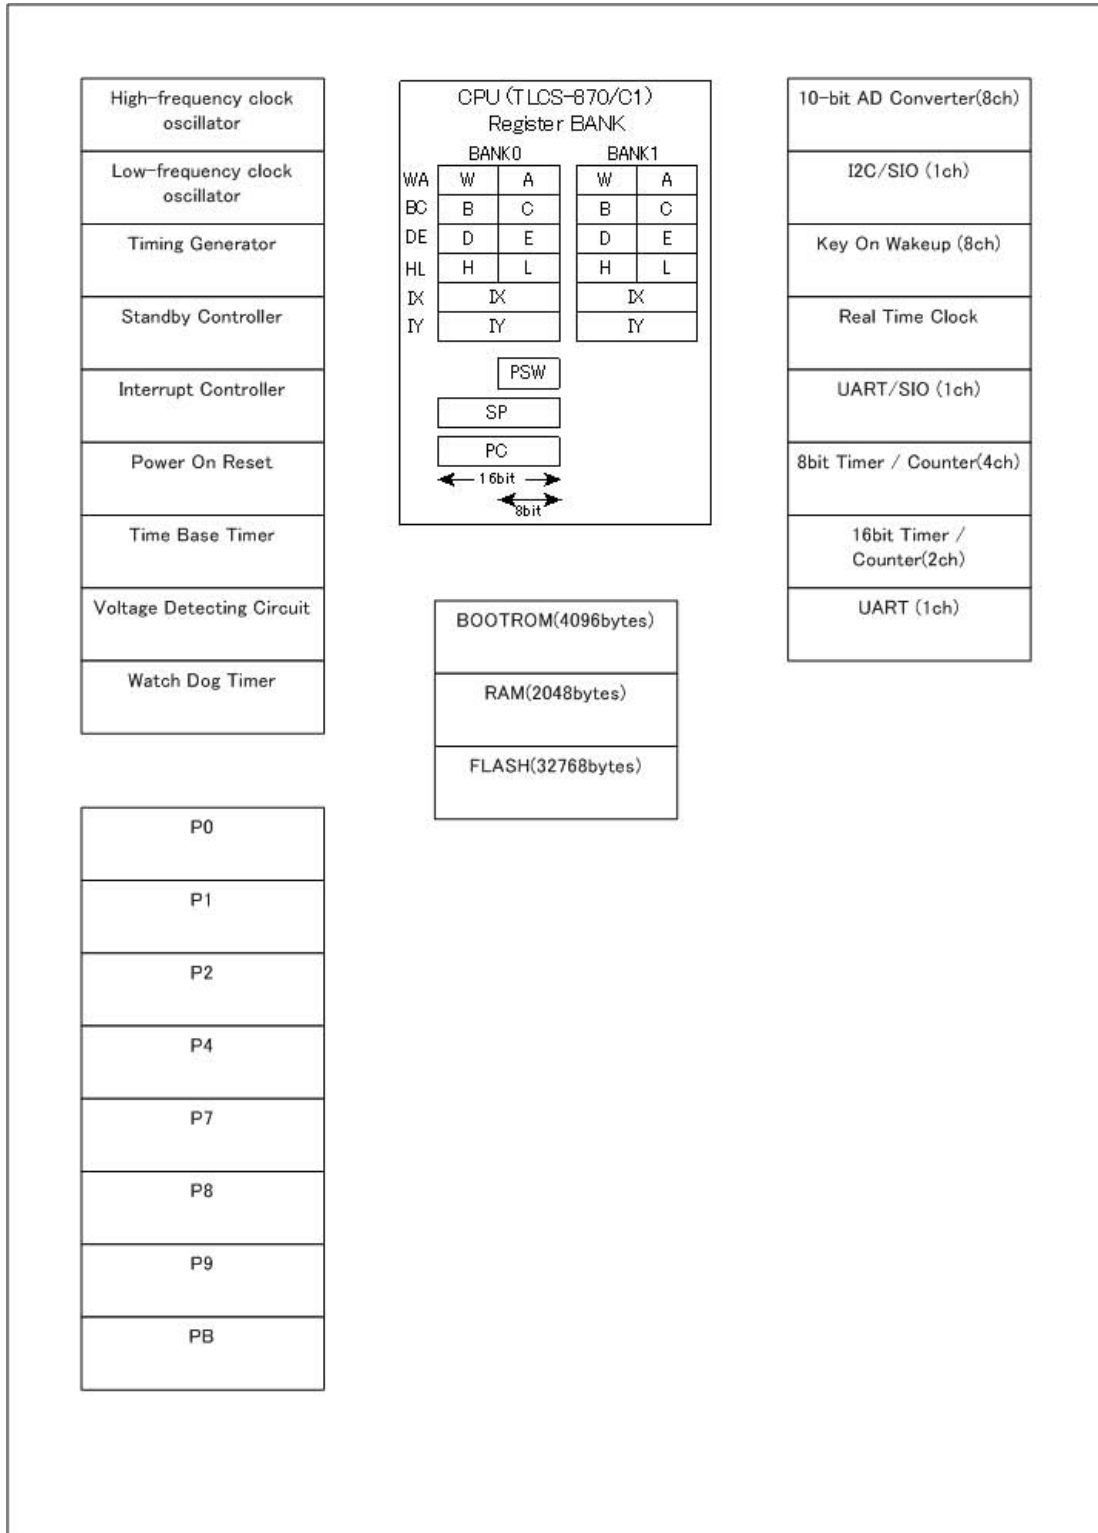 High-frequency clock
oscillator
Low-frequency clock
oscillator
Timing Generator
Standby Controller
Interrupt Controller
Power On Reset
Time Base Timer
Voltage Detecting Circuit
Watch Dog Timer
P0
P1
P2
P4
P7
P8
P9
PB
CPU (TLCS-870/C1)
Register BANK
BANK0 BANK1
WA W A W A
BC B C B C
DE D E D E
HL H L H L
IX IX IX
IY IY IY
PSW
SP
PC
16bit
8bit
BOOTROM(4096bytes)
RAM(2048bytes)
FLASH(32768bytes)
10-bit AD Converter(8ch)
I2C/SIO (1ch)
Key On Wakeup (8ch)
Real Time Clock
UART/SIO (1ch)
8bit Timer / Counter(4ch)
16bit Timer /
Counter(2ch)
UART (1ch)